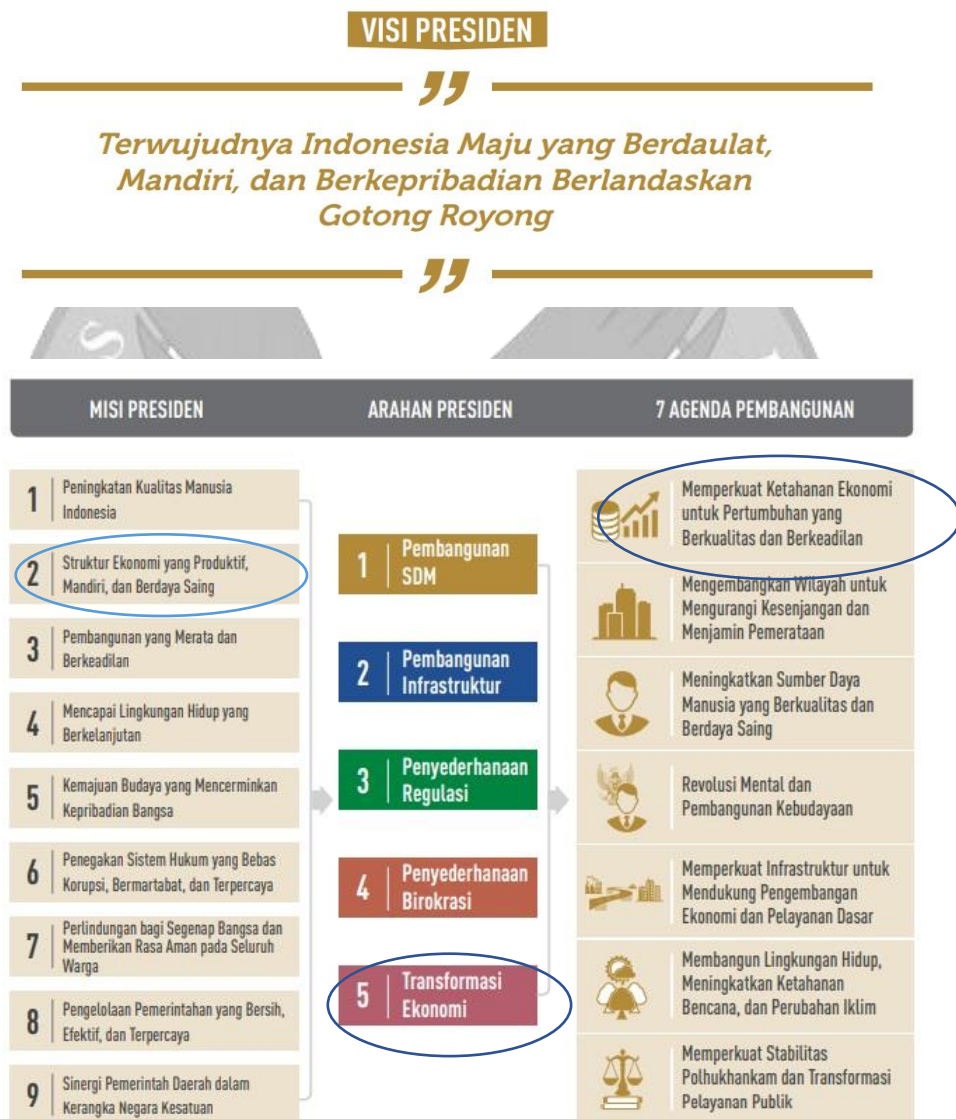 VISI PRESIDEN
”
Terwujudnya Indonesia Maju yang Berdaulat,
Mandiri, dan Berkepribadian Berlandaskan
Gotong Royong
”
S
MISI PRESIDEN
1
Peningkatan Kualitas Manusia
Indonesia
2
Struktur Ekonomi yang Produktif,
Mandiri, dan Berdaya Saing
3
Pembangunan yang Merata dan
Berkeadilan
4
Mencapai Lingkungan Hidup yang
Berkelanjutan
5
Kemajuan Budaya yang Mencerminkan
Kepribadian Bangsa
6
Penegakan Sistem Hukum yang Bebas
Korupsi, Bermartabat, dan Terpercaya
7
Perlindungan bagi Segenap Bangsa dan
Memberikan Rasa Aman pada Seluruh
Warga
8
Pengelolaan Pemerintahan yang Bersih,
Efektif, dan Terpercaya
9
Sinergi Pemerintah Daerah dalam
Kerangka Negara Kesatuan
ARAHAN PRESIDEN
1
Pembangunan
SDM
2
Pembangunan
Infrastruktur
3
Penyederhanaan
Regulasi
4
Penyederhanaan
Birokrasi
5
Transformasi
Ekonomi
7 AGENDA PEMBANGUNAN
Memperkuat Ketahanan Ekonomi
untuk Pertumbuhan yang
Berkualitas dan Berkeadilan
Mengembangkan Wilayah untuk
Mengurangi Kesenjangan dan
Menjamin Pemerataan
Meningkatkan Sumber Daya
Manusia yang Berkualitas dan
Berdaya Saing
Revolusi Mental dan
Pembangunan Kebudayaan
Memperkuat Infrastruktur untuk
Mendukung Pengembangan
Ekonomi dan Pelayanan Dasar
Membangun Lingkungan Hidup,
Meningkatkan Ketahanan
Bencana, dan Perubahan Iklim
Memperkuat Stabilitas
Polhukhankam dan Transformasi
Pelayanan Publik